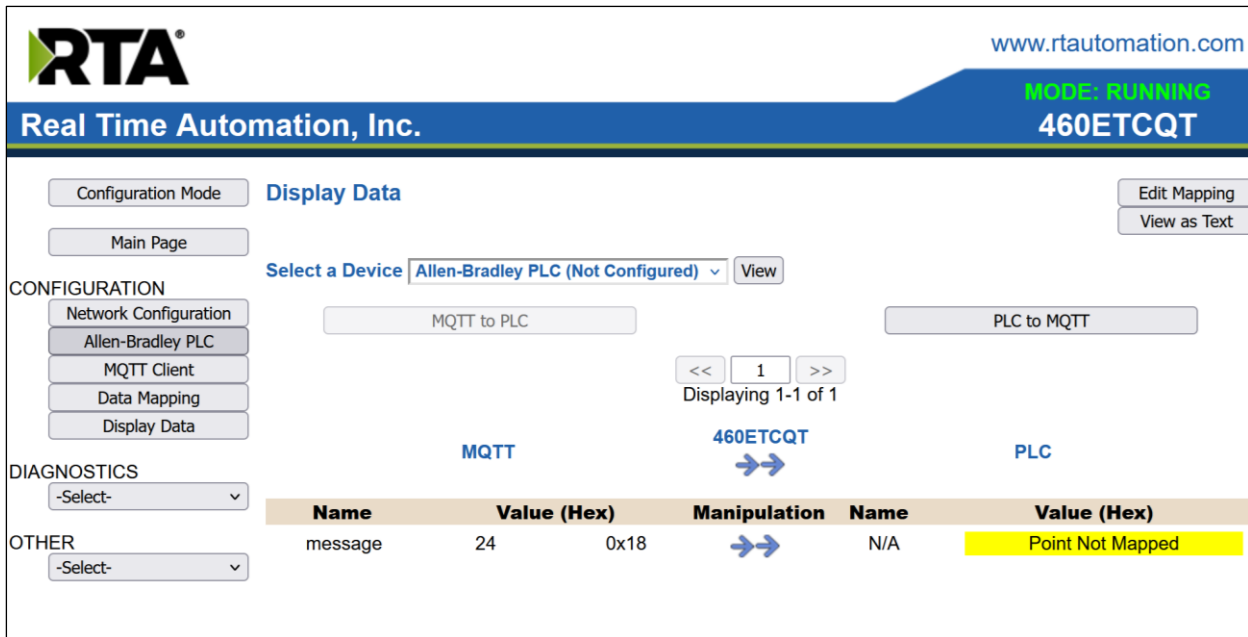 RTA®
www.rtautomation.com
MODE: RUNNING
Real Time Automation, Inc.
460ETCQT
Configuration Mode
Display Data
Edit Mapping
View as Text
Main Page
Select a Device Allen-Bradley PLC (Not Configured) View
CONFIGURATION
Network Configuration
MQTT to PLC
PLC to MQTT
Allen-Bradley PLC
MQTT Client
<< 1 >>
Displaying 1-1 of 1
Data Mapping
Display Data
460ETCQT
MQTT
PLC
DIAGNOSTICS
-Select-
Name Value (Hex) Manipulation Name Value (Hex)
OTHER
message 24 0x18 N/A Point Not Mapped
-Select-